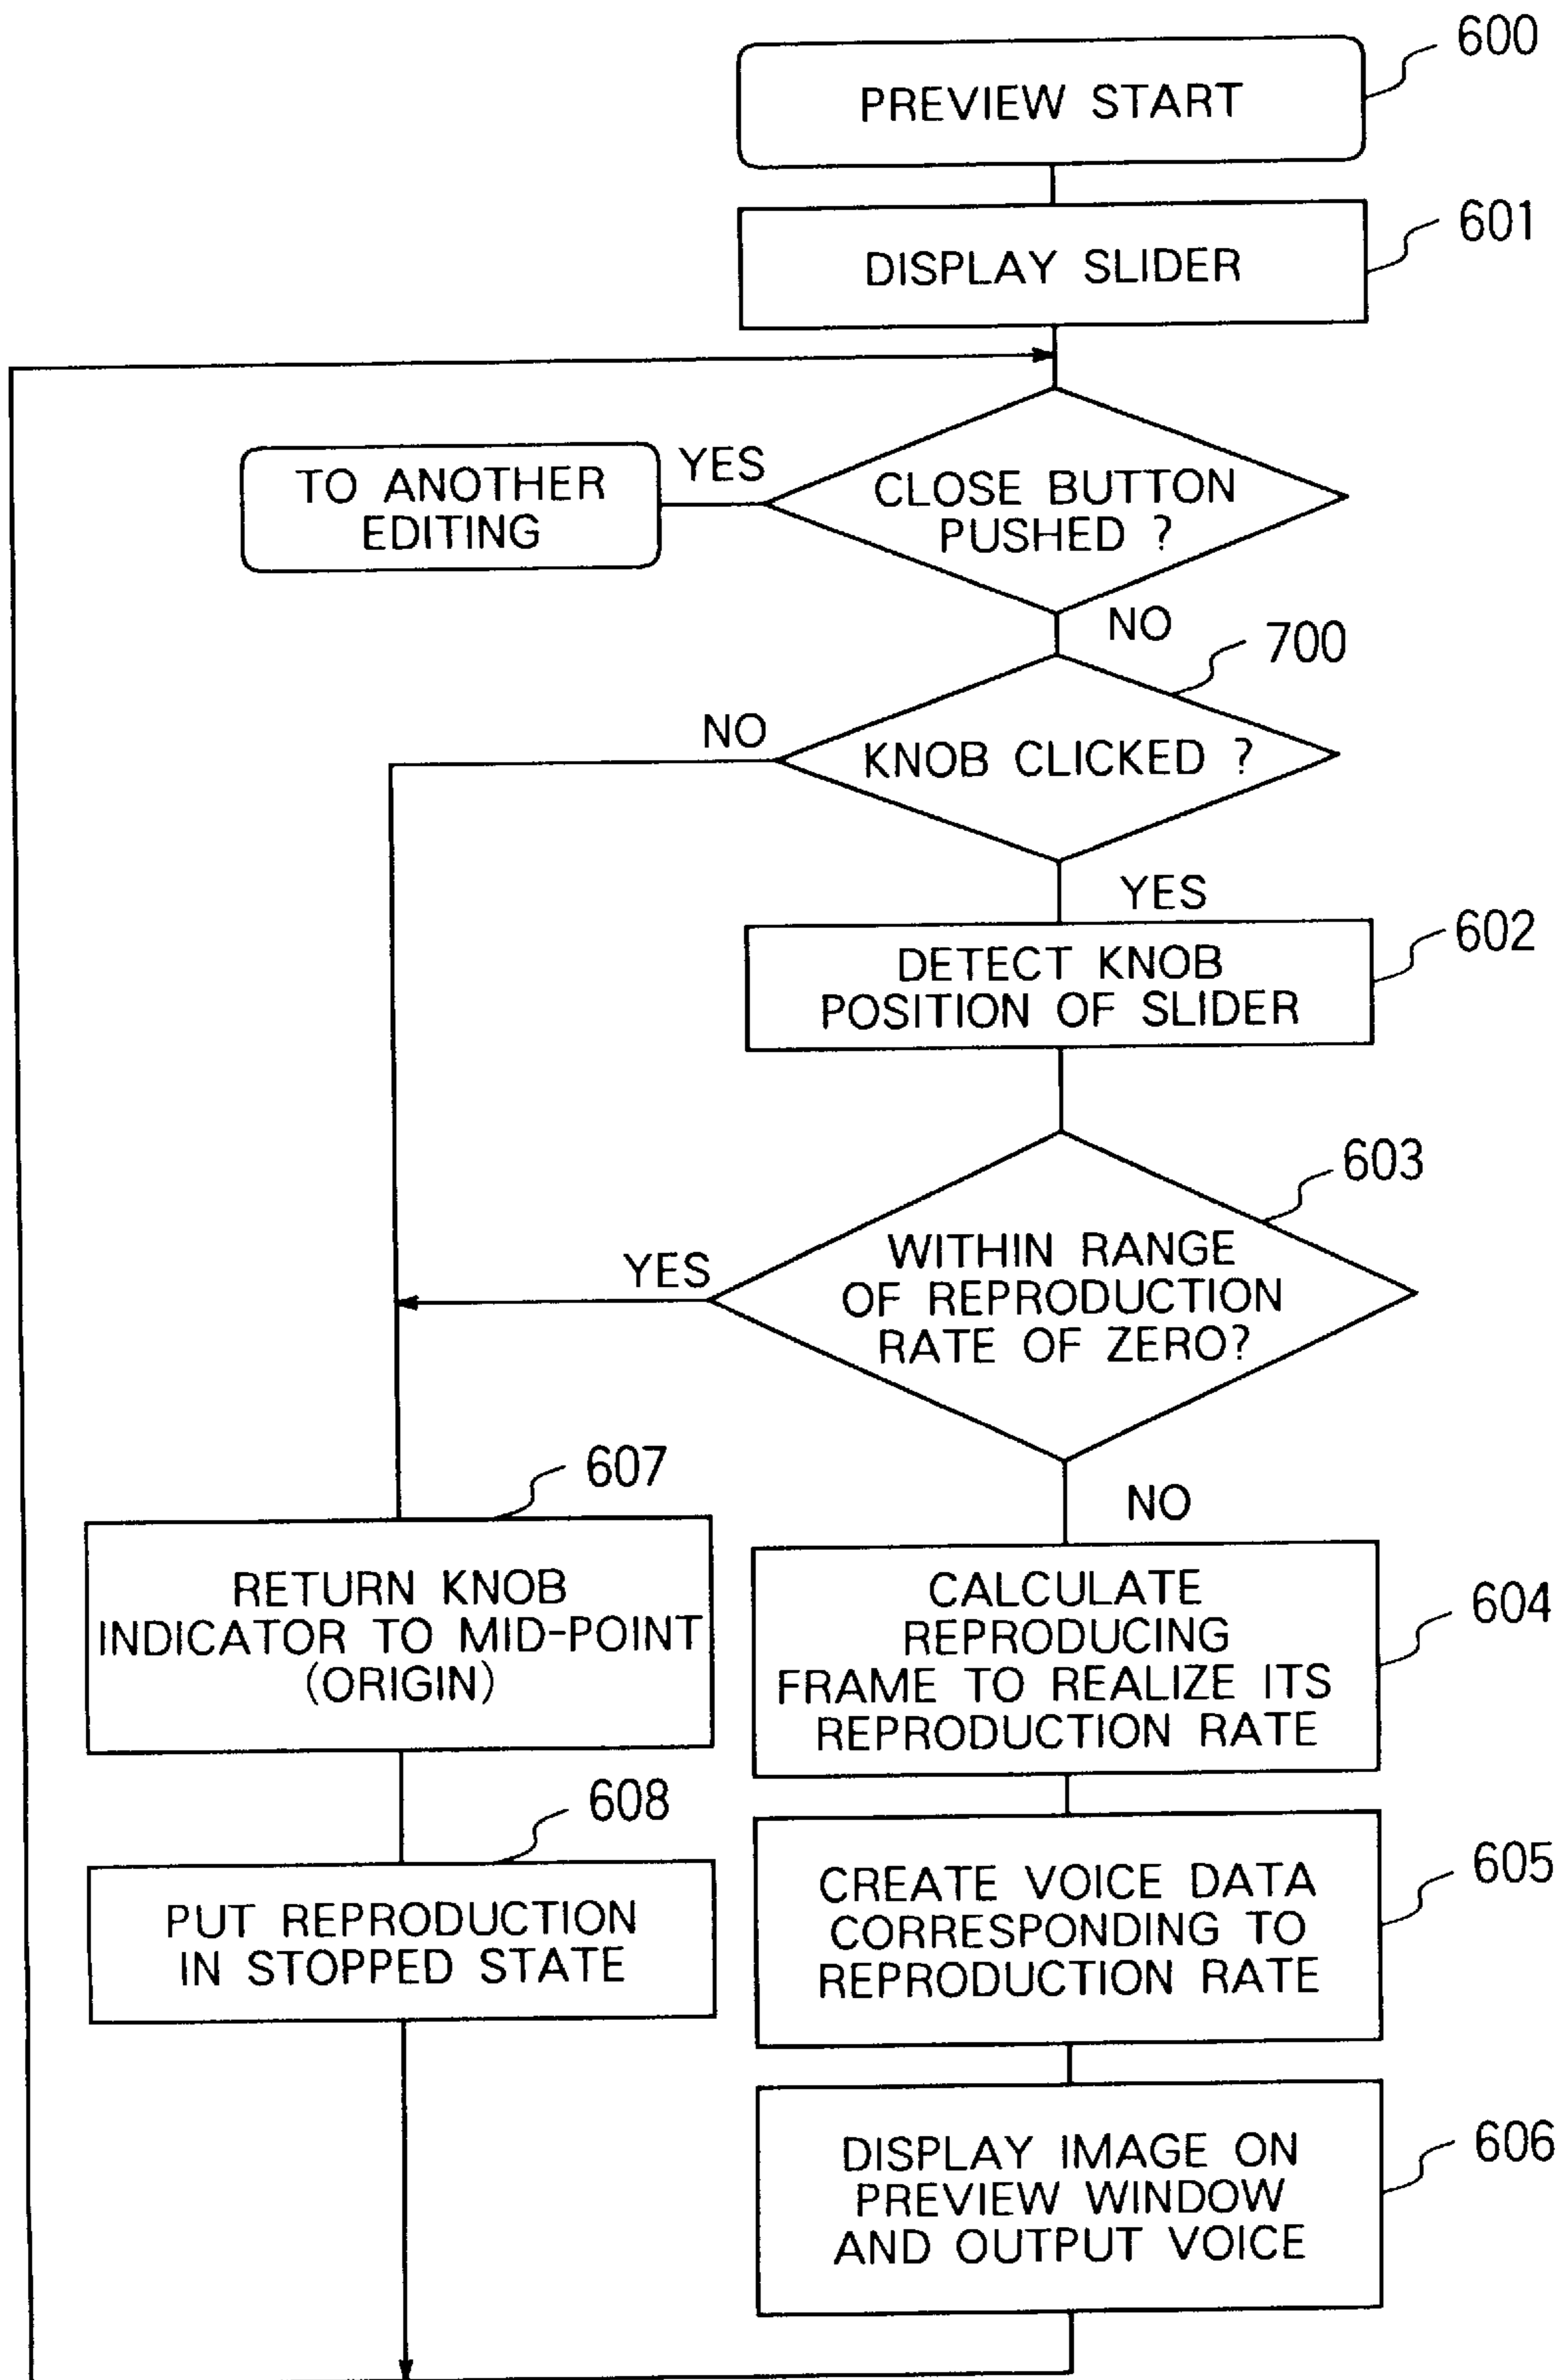 600
PREVIEW START
601
DISPLAY SLIDER
TO ANOTHER
EDITING
YES
CLOSE BUTTON
PUSHED ?
NO
700
NO
KNOB CLICKED ?
YES
602
DETECT KNOB
POSITION OF SLIDER
603
YES
WITHIN RANGE
OF REPRODUCTION
RATE OF ZERO?
607
NO
RETURN KNOB
INDICATOR TO MID-POINT
(ORIGIN)
604
CALCULATE
REPRODUCING
FRAME TO REALIZE ITS
REPRODUCTION RATE
608
PUT REPRODUCTION
IN STOPPED STATE
605
CREATE VOICE DATA
CORRESPONDING TO
REPRODUCTION RATE
606
DISPLAY IMAGE ON
PREVIEW WINDOW
AND OUTPUT VOICE